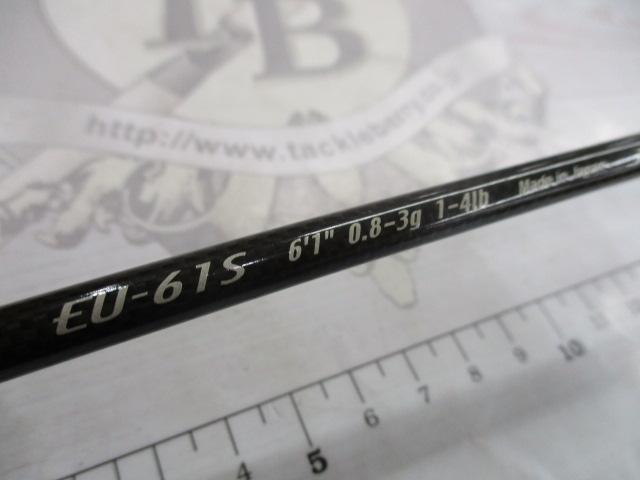 TB
http://www.tackleberry.co.jp
EU-61S 6'1" 0.8-3g 1-4lb Made in Japan
4 5 6 7 8 9 10